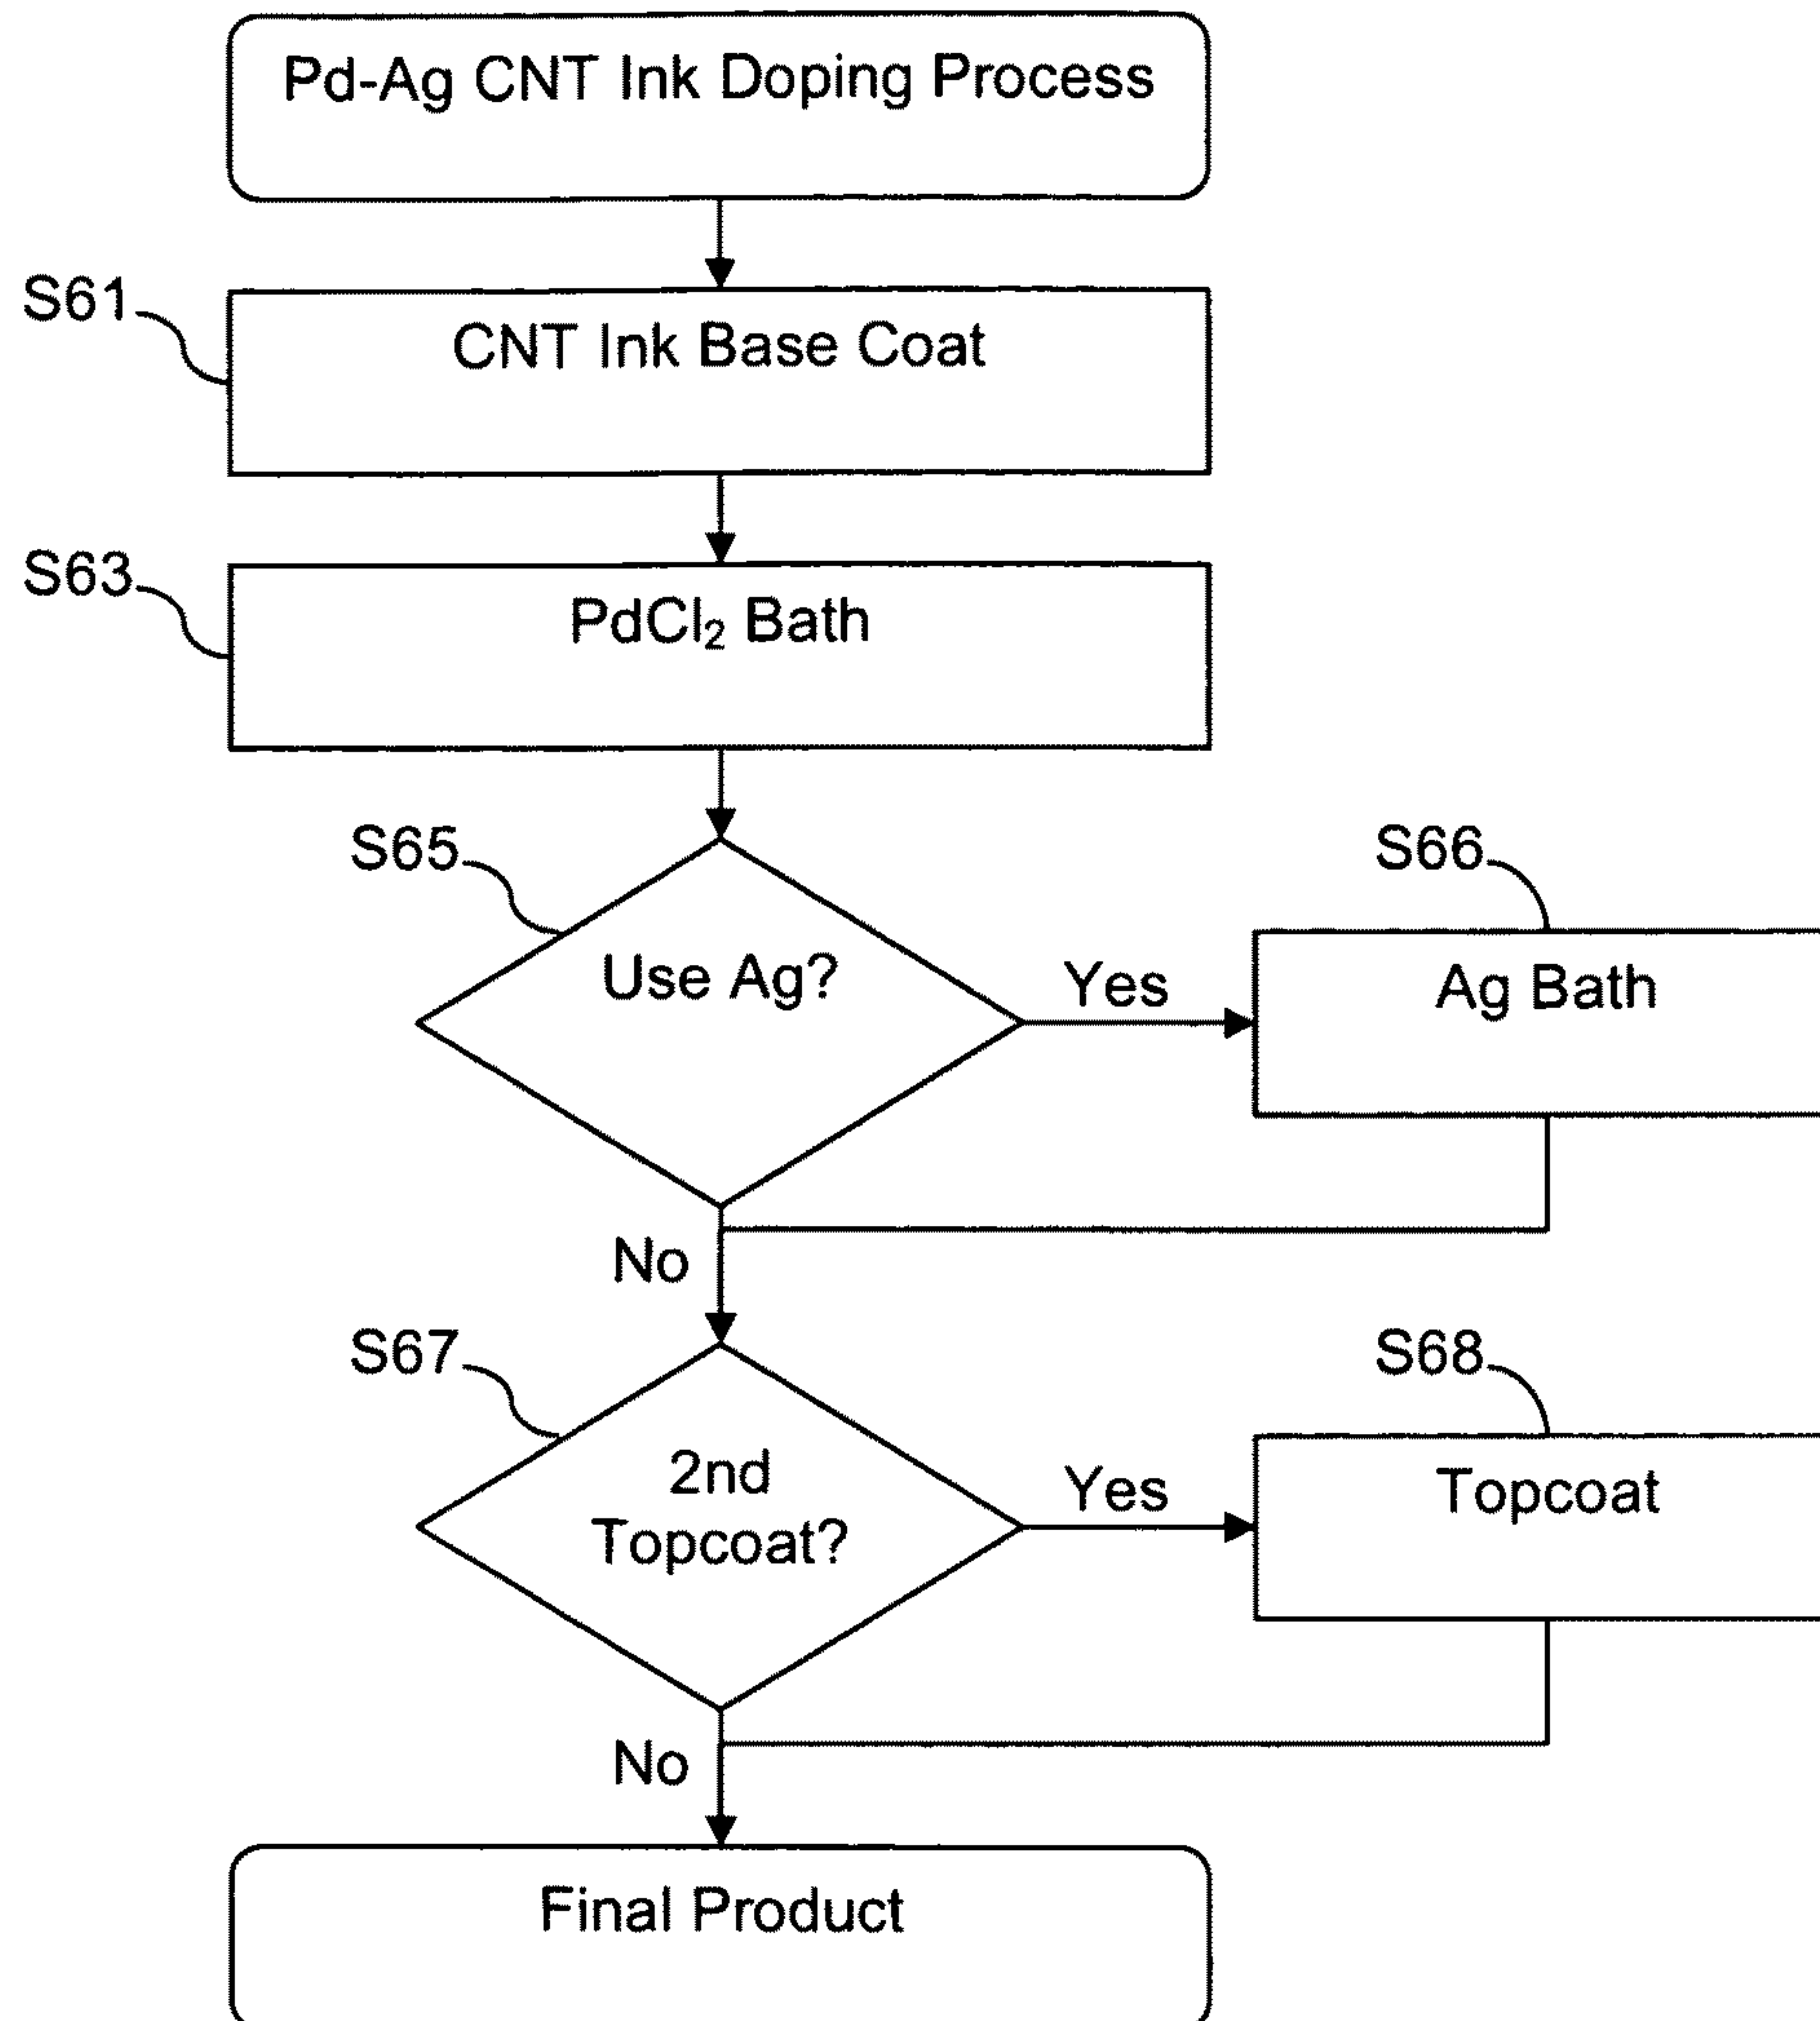 Pd-Ag CNT Ink Doping Process
S61
CNT Ink Base Coat
S63
PdCl₂ Bath
S65
Use Ag?
Yes
S66
Ag Bath
No
S67
2nd
Topcoat?
Yes
S68
Topcoat
No
Final Product